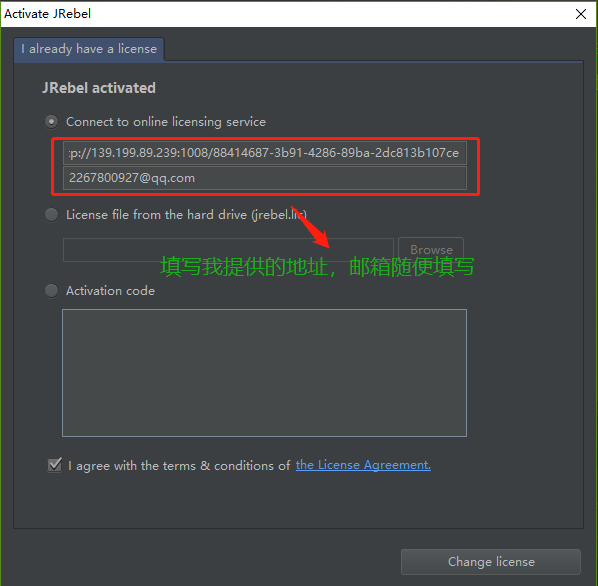 Activate JRebel
I already have a license
JRebel activated
Connect to online licensing service
:p://139.199.89.239:1008/88414687-3b91-4286-89ba-2dc813b107ce
2267800927@qq.com
License file from the hard drive (jrebel.lic)
Browse
填写我提供的地址，邮箱随便填写
Activation code
I agree with the terms & conditions of the License Agreement.
Change license